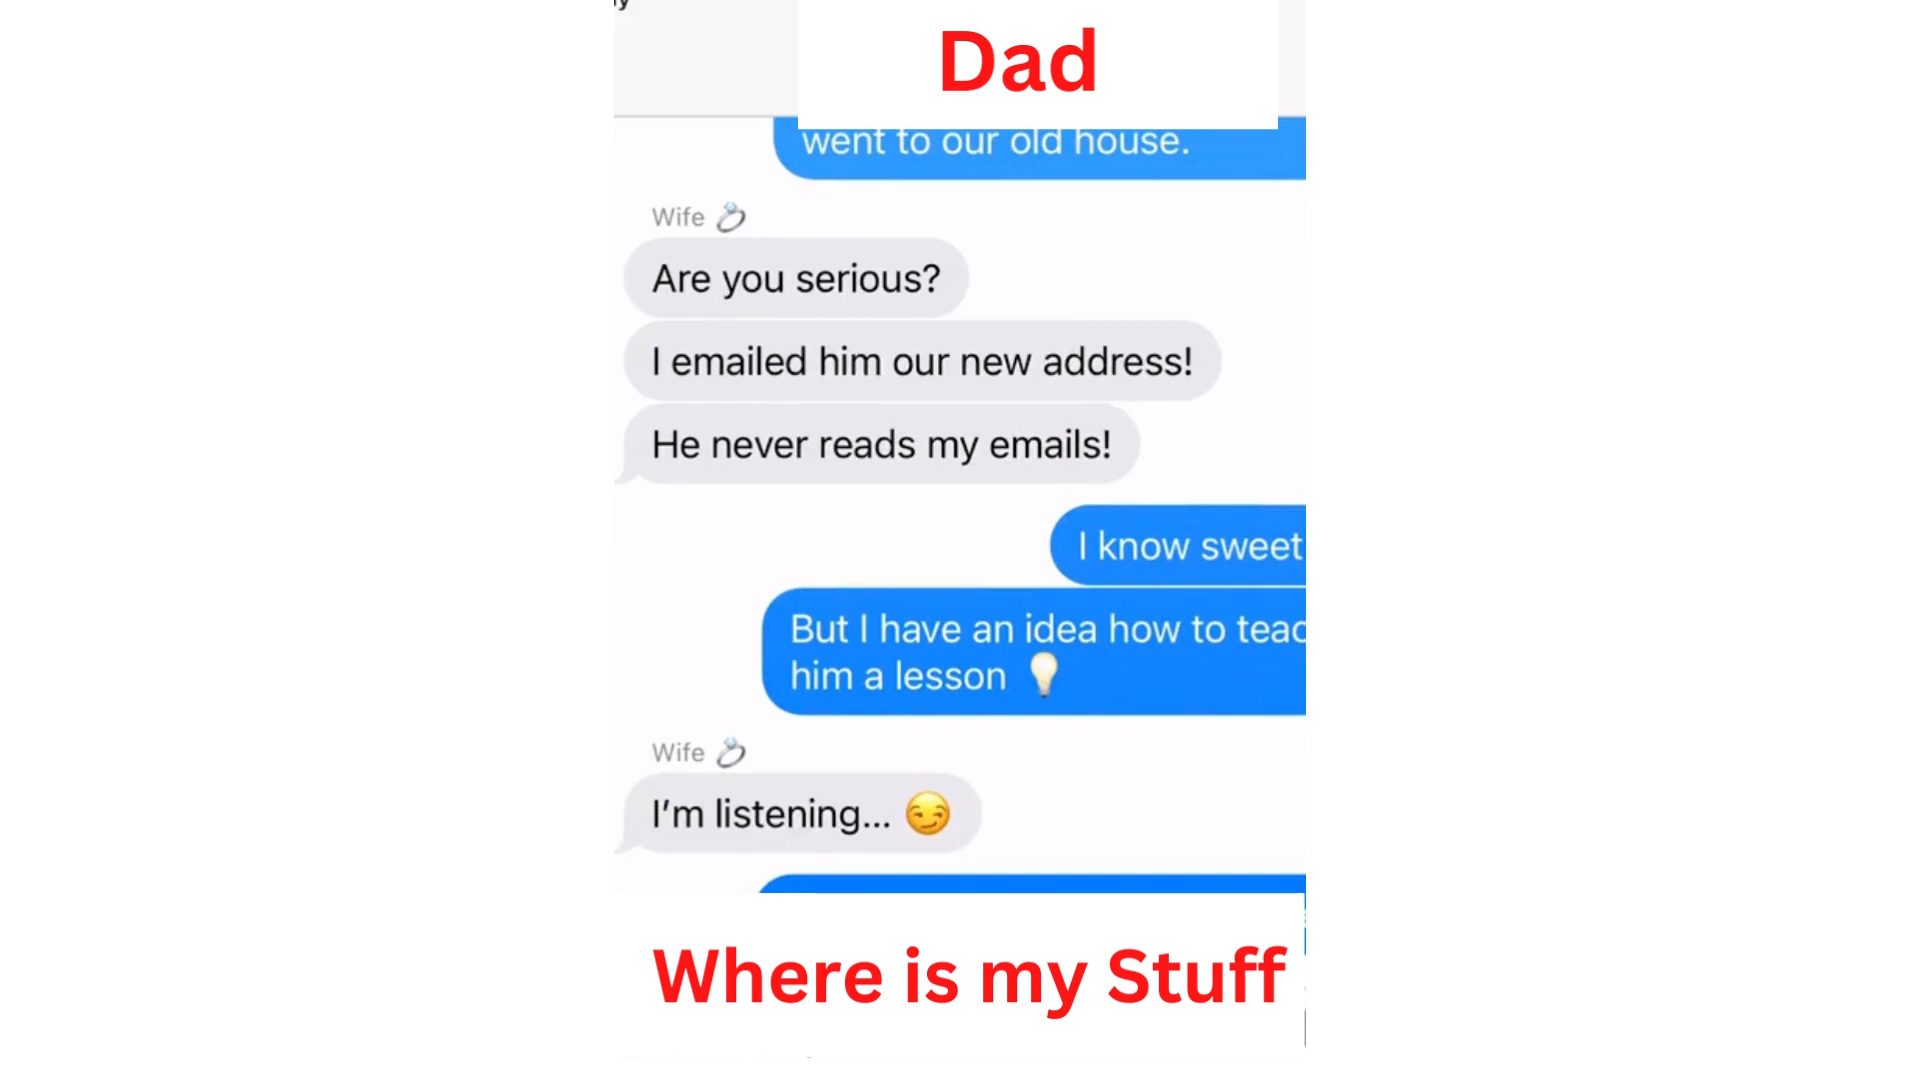 Dad
went to our old house.
Wife
Are you serious?
I emailed him our new address!
He never reads my emails!
I know sweet
But I have an idea how to teac
him a lesson
Wife
I'm listening...
Where is my Stuff